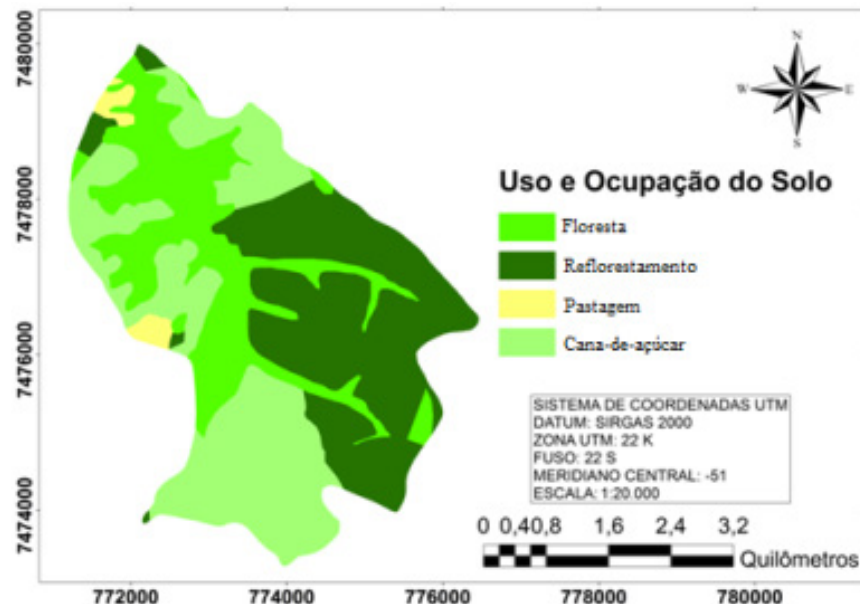 7480000
7478000
7476000
7474000
N
W E
S
Uso e Ocupação do Solo
Floresta
Reflorestamento
Pastagem
Cana-de-açúcar
SISTEMA DE COORDENADAS UTM
DATUM: SIRGAS 2000
ZONA UTM: 22 K
FUSO: 22 S
MERIDIANO CENTRAL: -51
ESCALA: 1:20.000
0 0,40,8 1,6 2,4 3,2
Quilômetros
772000 774000 776000 778000 780000